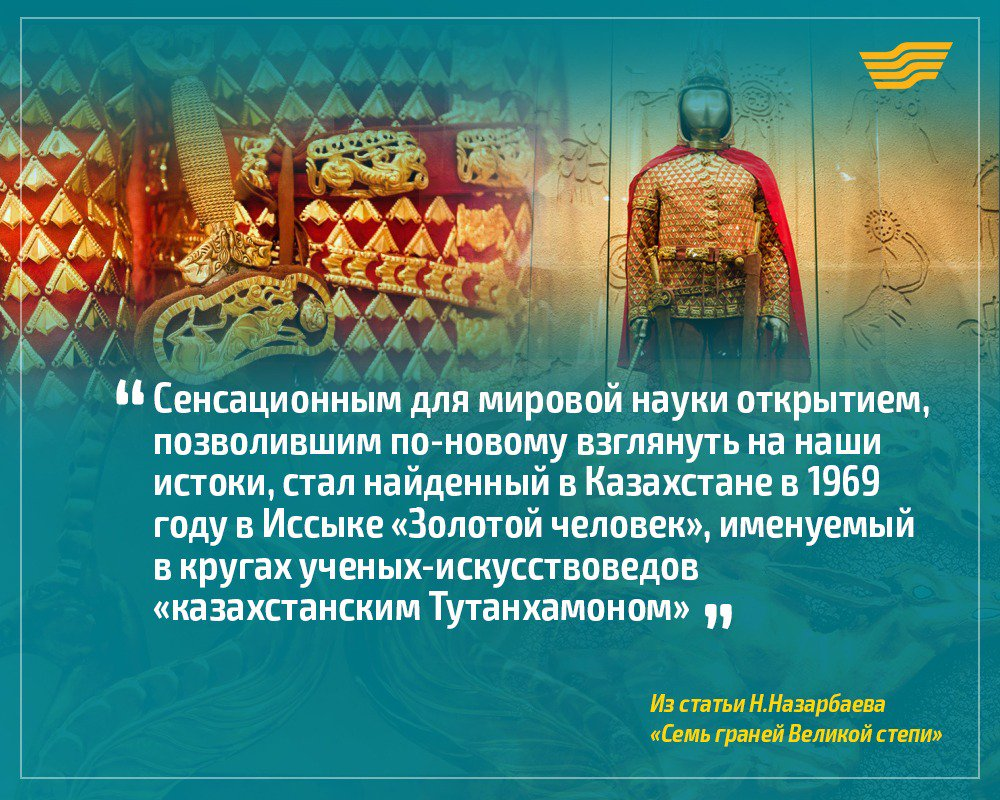 “ Сенсационным для мировой науки открытием,
позволившим по-новому взглянуть на наши
истоки, стал найденный в Казахстане в 1969
году в Иссыке «Золотой человек», именуемый
в кругах ученых-искусствоведов
«казахстанским Тутанхамоном» ”
Из статьи Н.Назарбаева
«Семь граней Великой степи»